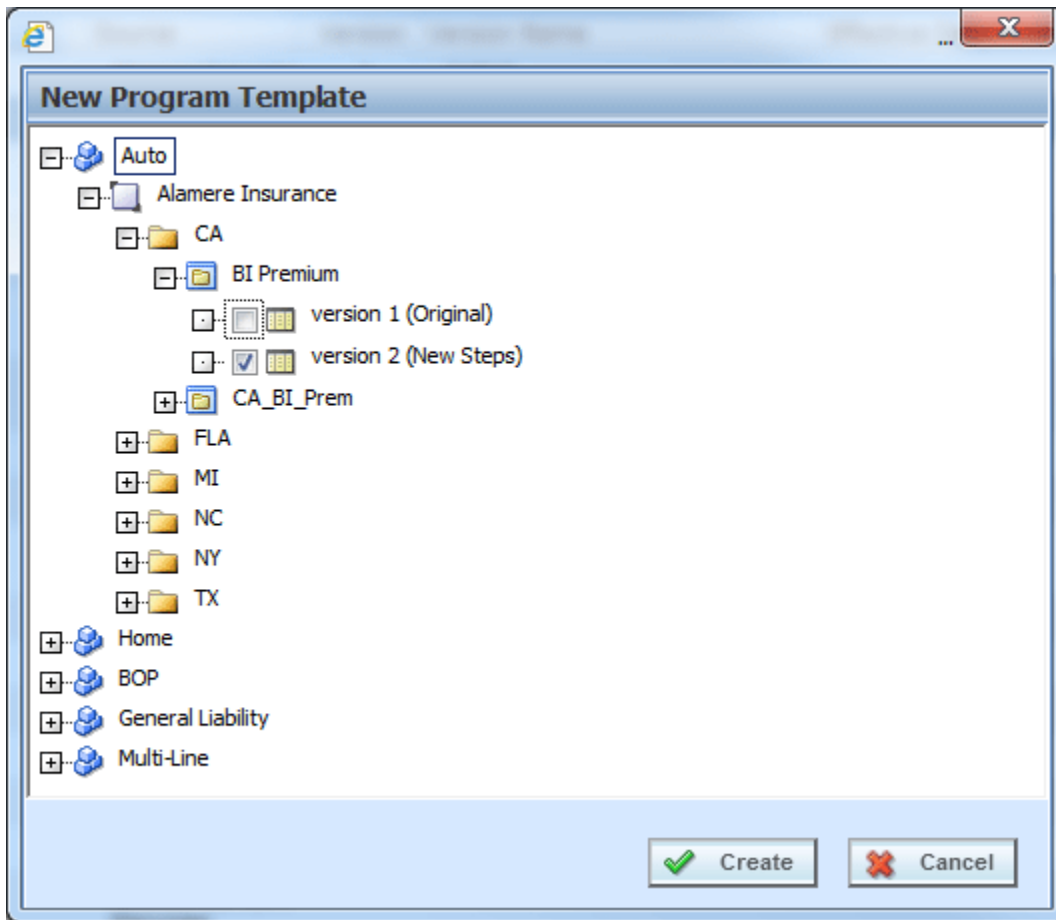 ...
New Program Template
Auto
Alamere Insurance
CA
BI Premium
version 1 (Original)
version 2 (New Steps)
CA_BI_Prem
FLA
MI
NC
NY
TX
Home
BOP
General Liability
Multi-Line
Create Cancel